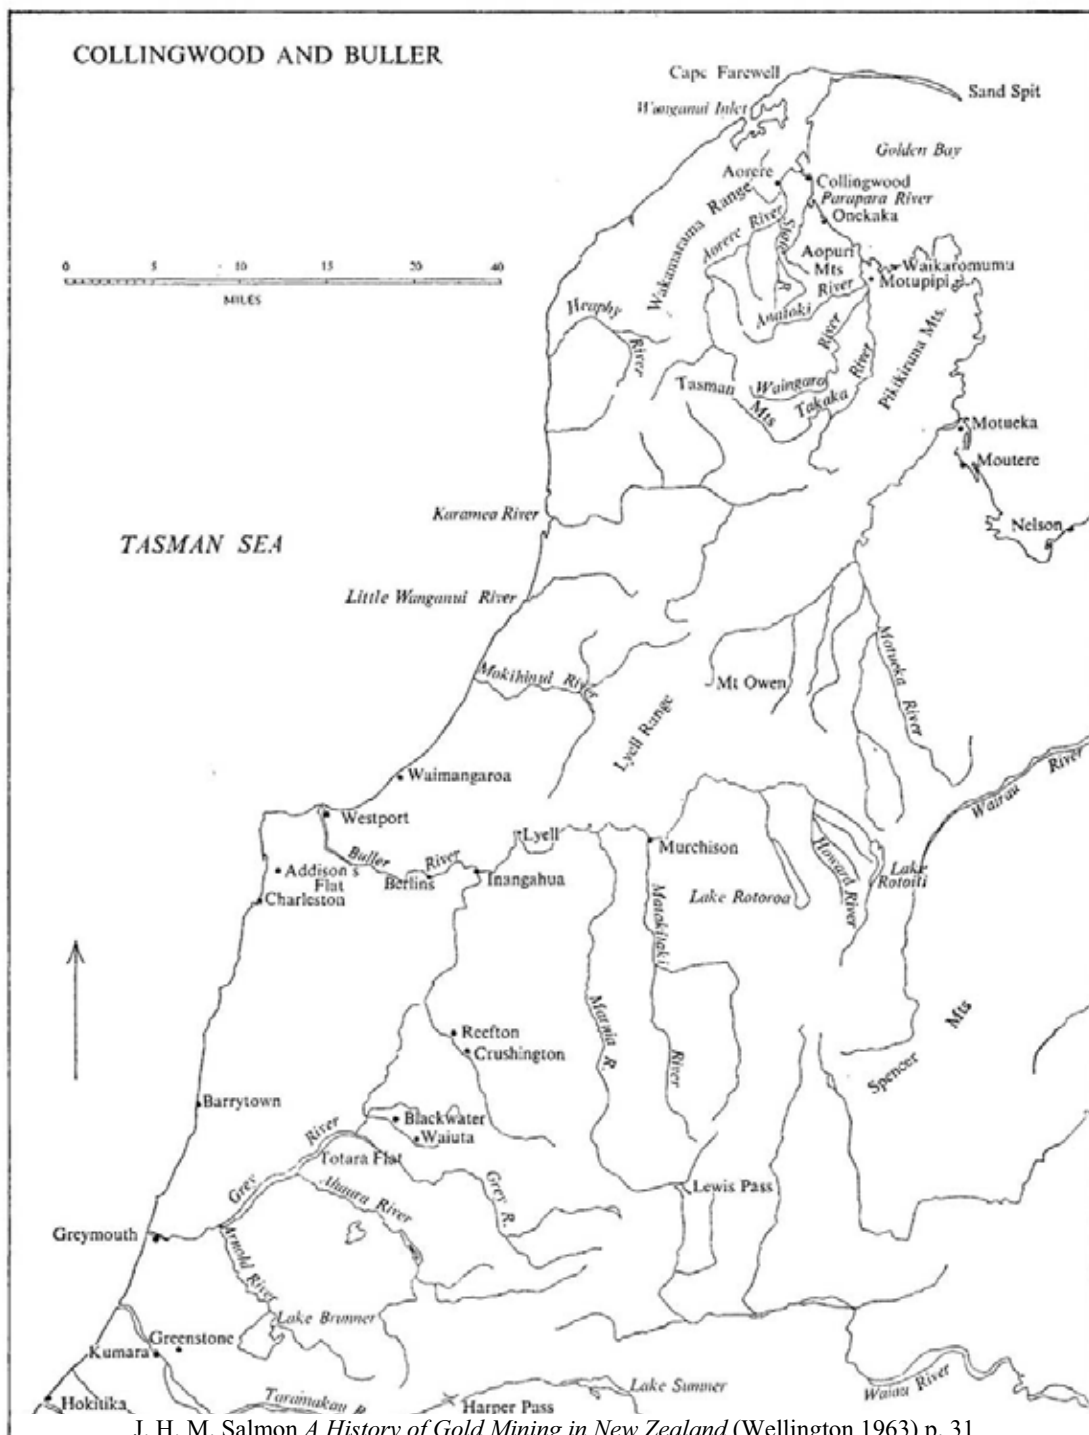 COLLINGWOOD AND BULLER
Cape Farewell
Sand Spit
Wanganui Inlet
Golden Bay
Aorere
Collingwood
Parapara River
Onekaka
Wakamarama Range
Aorere River
Slate R.
Aopuri
Mts
Waikaromumu
Motupipi
0 5 10 15 20 40
MILES
Anatoki River
Heaphy River
Waingaro River
Takaka River
Pikikiruna Mts.
Tasman Mts
Motueka
Moutere
Nelson
Karamea River
TASMAN SEA
Little Wanganui River
Mokihinui River
Mt Owen
Motueka River
Lyell Range
Waimangaroa
Wairau River
Westport
Lyell
Murchison
Buller River
Addison's
Flat
Berlins
Inangahua
Charleston
Lake Rotoroa
Howard River
Lake
Rotoiti
Matakitaki River
Maruia R.
Reefton
Crushington
Spencer Mts
Barrytown
Blackwater
Waiuta
Grey River
Totara Flat
Ahaura River
Grey R.
Lewis Pass
Greymouth
Arnold River
Lake Brunner
Greenstone
Kumara
Hokitika
Taramakau R
Harper Pass
Lake Sumner
Waiau River
J. H. M. Salmon A History of Gold Mining in New Zealand (Wellington 1963) p. 31